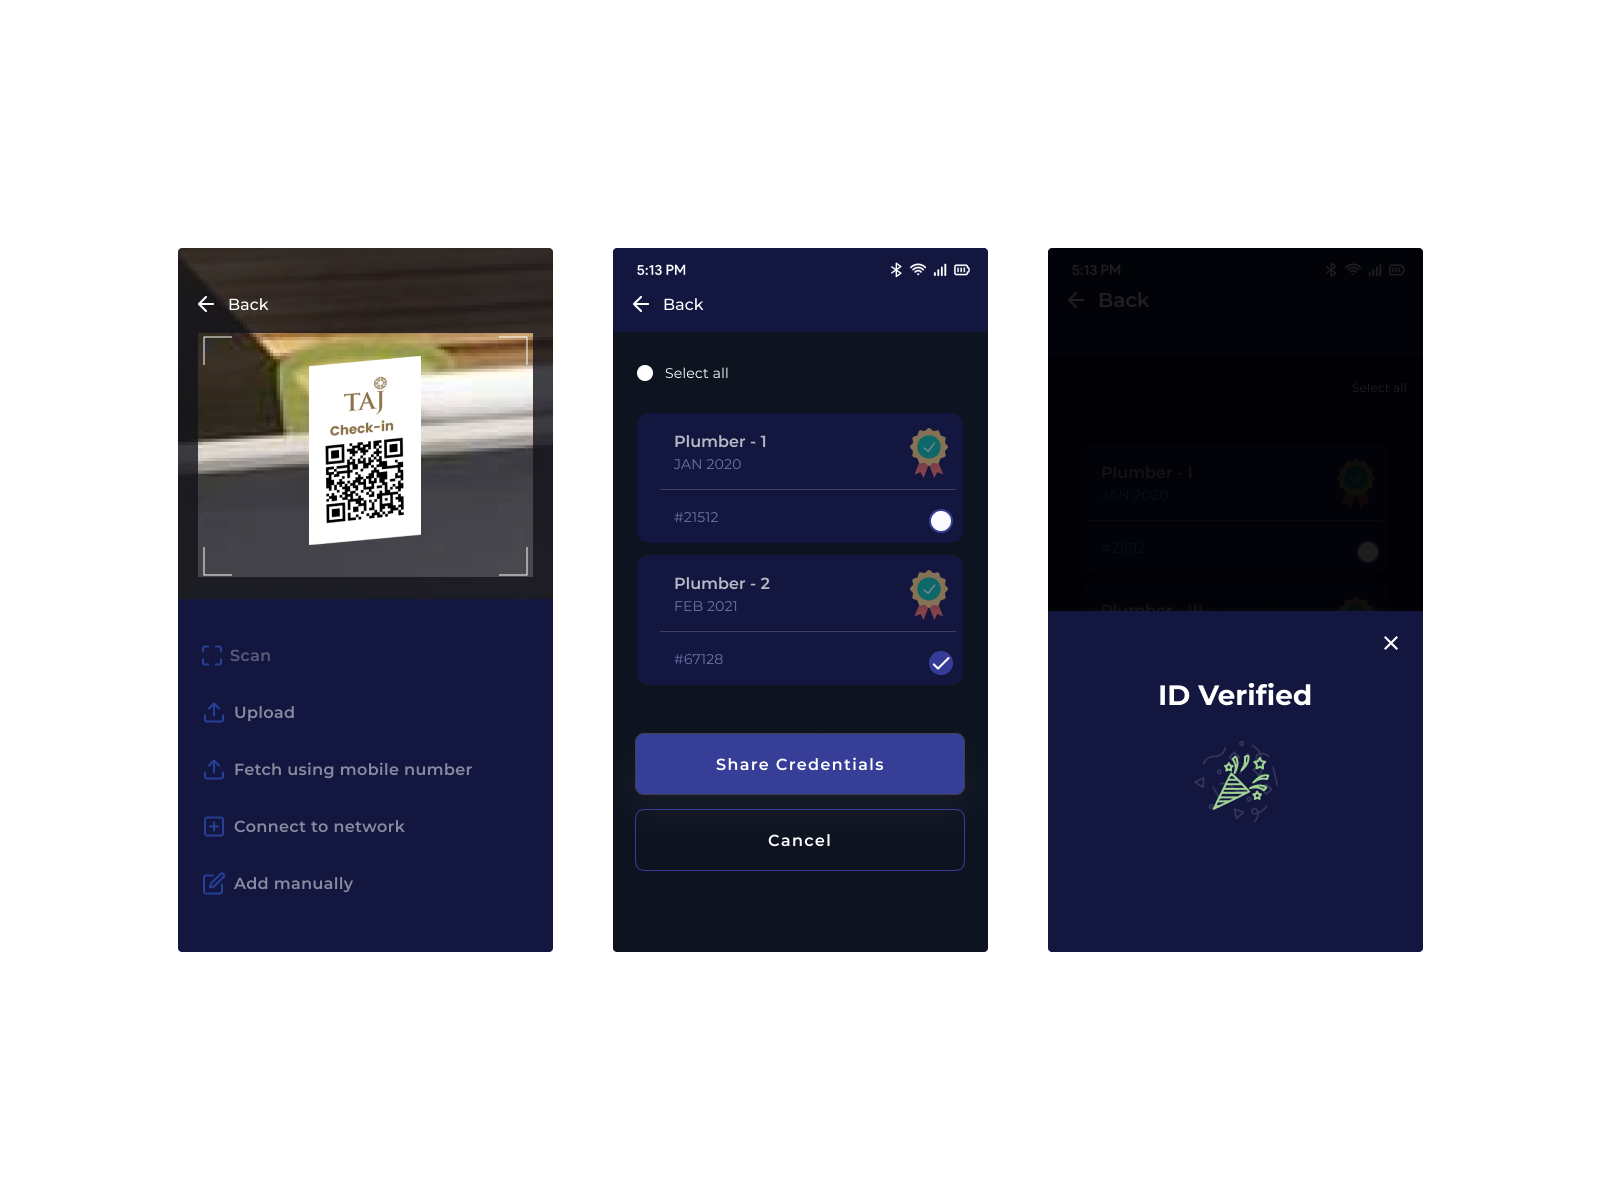 Back
TAJ
Check-in
Scan
Upload
Fetch using mobile number
Connect to network
Add manually
5:13 PM
Back
Select all
Plumber - 1
JAN 2020
#21512
Plumber - 2
FEB 2021
#67128
Share Credentials
Cancel
5:13 PM
Back
Select all
Plumber - I
JAN 2020
#21512
Plumber - III
ID Verified